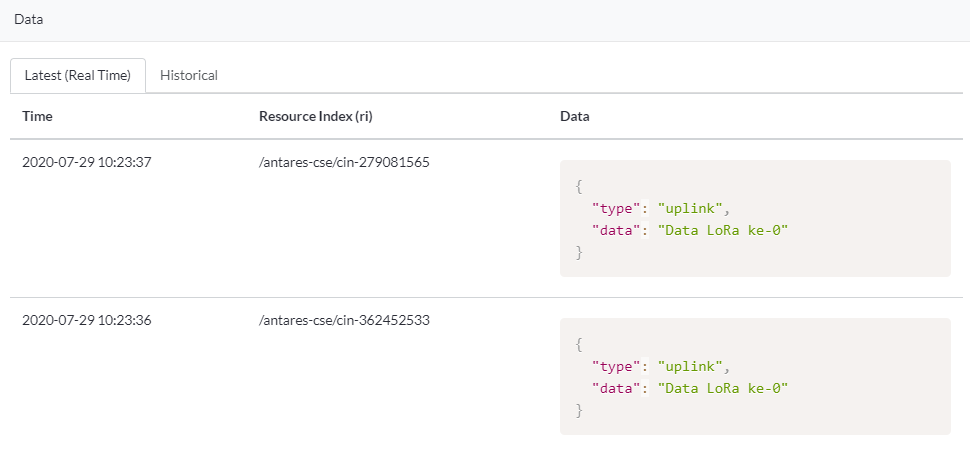 Data
Latest (Real Time) Historical
Time Resource Index (ri) Data
2020-07-29 10:23:37 /antares-cse/cin-279081565
{
"type": "uplink",
"data": "Data LoRa ke-0"
}
2020-07-29 10:23:36 /antares-cse/cin-362452533
{
"type": "uplink",
"data": "Data LoRa ke-0"
}